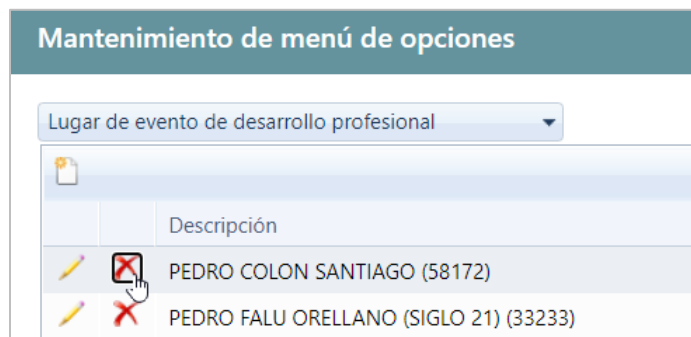 Mantenimiento de menú de opciones
Lugar de evento de desarrollo profesional
Descripción
PEDRO COLON SANTIAGO (58172)
PEDRO FALU ORELLANO (SIGLO 21) (33233)